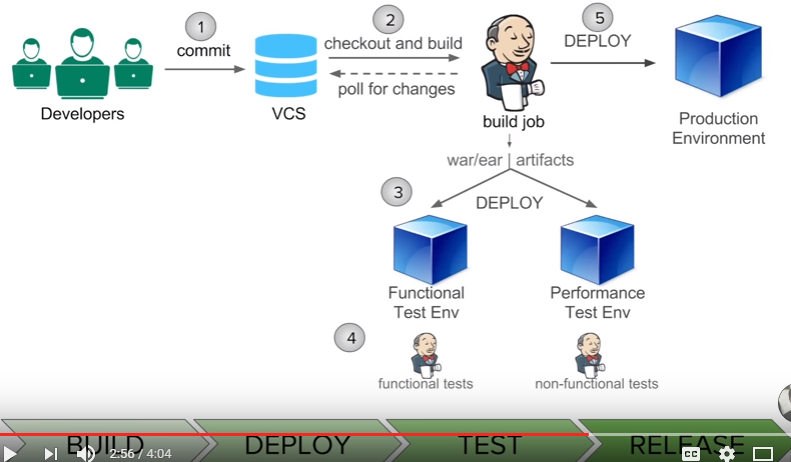 1
commit
Developers
VCS
2
checkout and build
poll for changes
build job
5
DEPLOY
Production
Environment
war/ear | artifacts
3
DEPLOY
Functional
Test Env
Performance
Test Env
4
functional tests
non-functional tests
BUILD
DEPLOY
TEST
RELEASE
2:56 / 4:04
CC